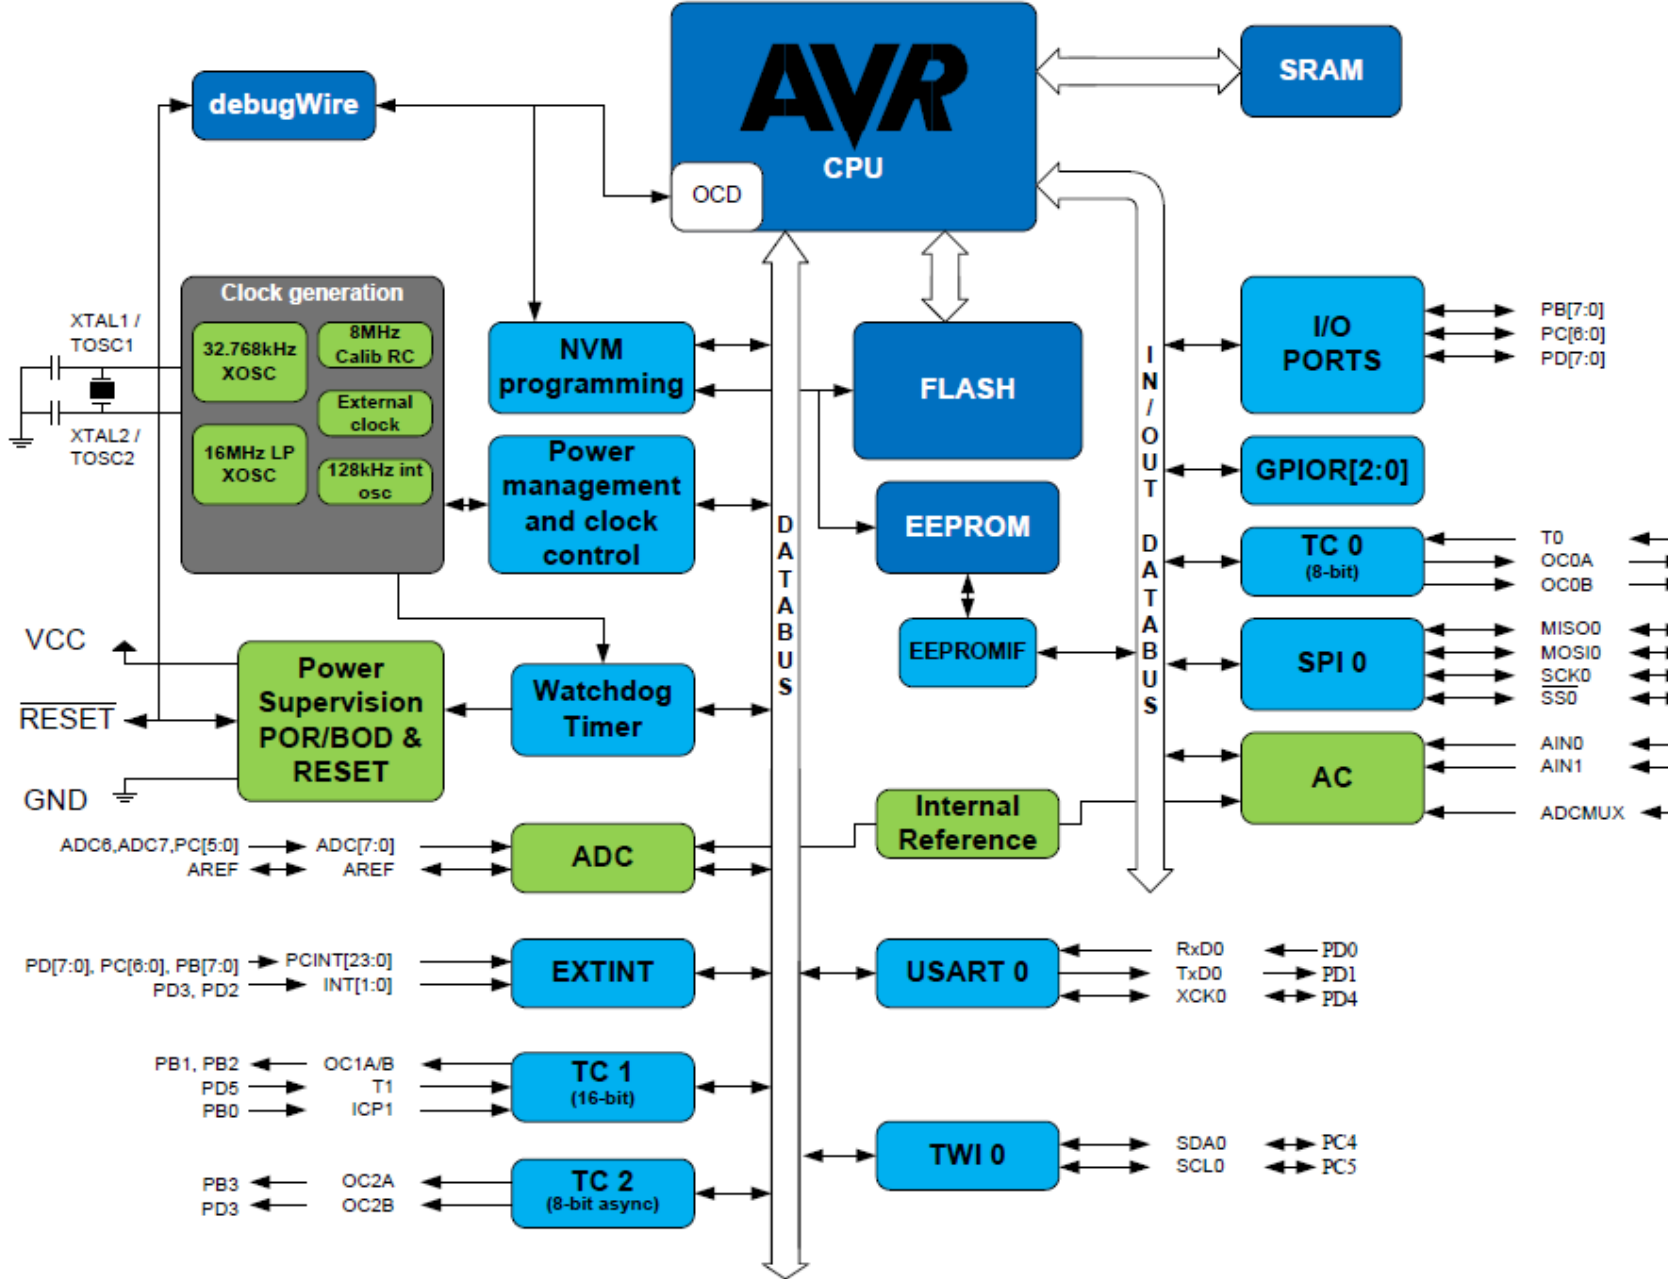 AVR
CPU
OCD
SRAM
debugWire
Clock generation
32.768kHz
XOSC
8MHz
Calib RC
External
clock
16MHz LP
XOSC
128kHz int
osc
XTAL1 /
TOSC1
XTAL2 /
TOSC2
NVM
programming
Power
management
and clock
control
FLASH
EEPROM
EEPROMIF
DATABUS
IN/OUT DATABUS
I/O
PORTS
PB[7:0]
PC[6:0]
PD[7:0]
GPIOR[2:0]
TC 0
(8-bit)
T0
OC0A
OC0B
SPI 0
MISO0
MOSI0
SCK0
SS0
AC
AIN0
AIN1
ADCMUX
VCC
RESET
GND
Power
Supervision
POR/BOD &
RESET
Watchdog
Timer
Internal
Reference
ADC6,ADC7,PC[5:0] ADC[7:0]
AREF AREF
ADC
PD[7:0], PC[6:0], PB[7:0] PCINT[23:0]
PD3, PD2 INT[1:0]
EXTINT
USART 0
RxD0 PD0
TxD0 PD1
XCK0 PD4
PB1, PB2 OC1A/B
PD5 T1
PB0 ICP1
TC 1
(16-bit)
TWI 0
SDA0 PC4
SCL0 PC5
PB3 OC2A
PD3 OC2B
TC 2
(8-bit async)